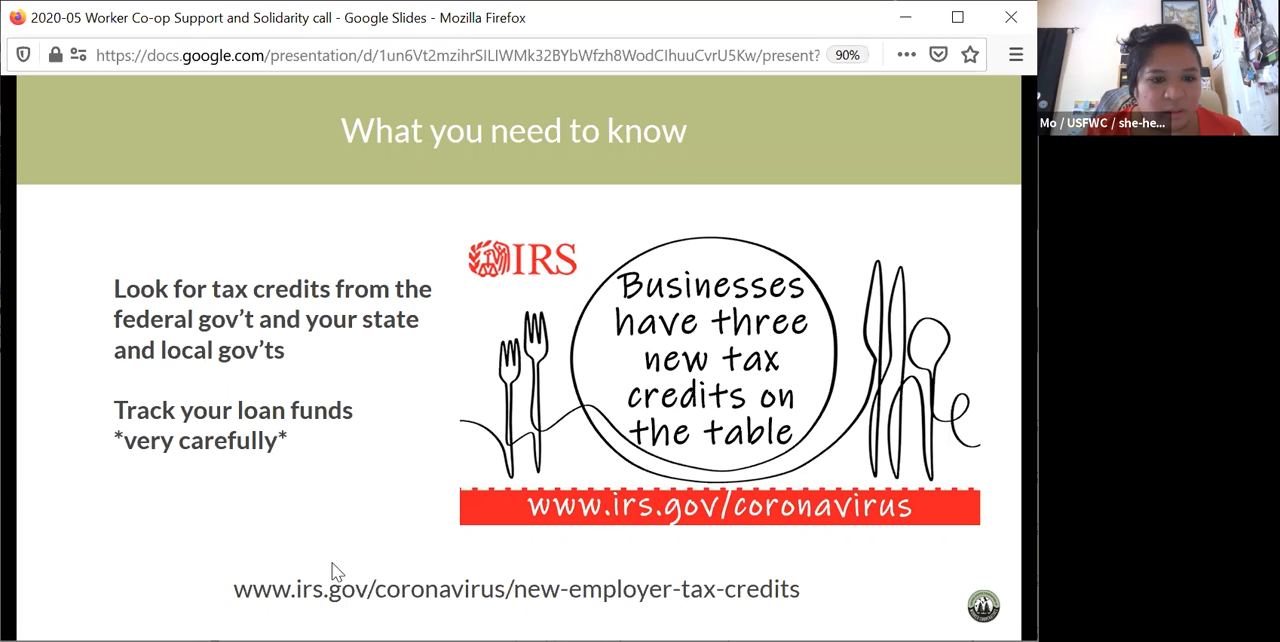 2020-05 Worker Co-op Support and Solidarity call - Google Slides - Mozilla Firefox
https://docs.google.com/presentation/d/1un6Vt2mzihrSILIWMk32BYbWfzh8WodCIhuuCvrU5Kw/present?
90%
Mo / USFWC / she-he...
What you need to know
Look for tax credits from the
federal gov't and your state
and local gov'ts
Track your loan funds
*very carefully*
IRS
Businesses
have three
new tax
credits on
the table
www.irs.gov/coronavirus
www.irs.gov/coronavirus/new-employer-tax-credits